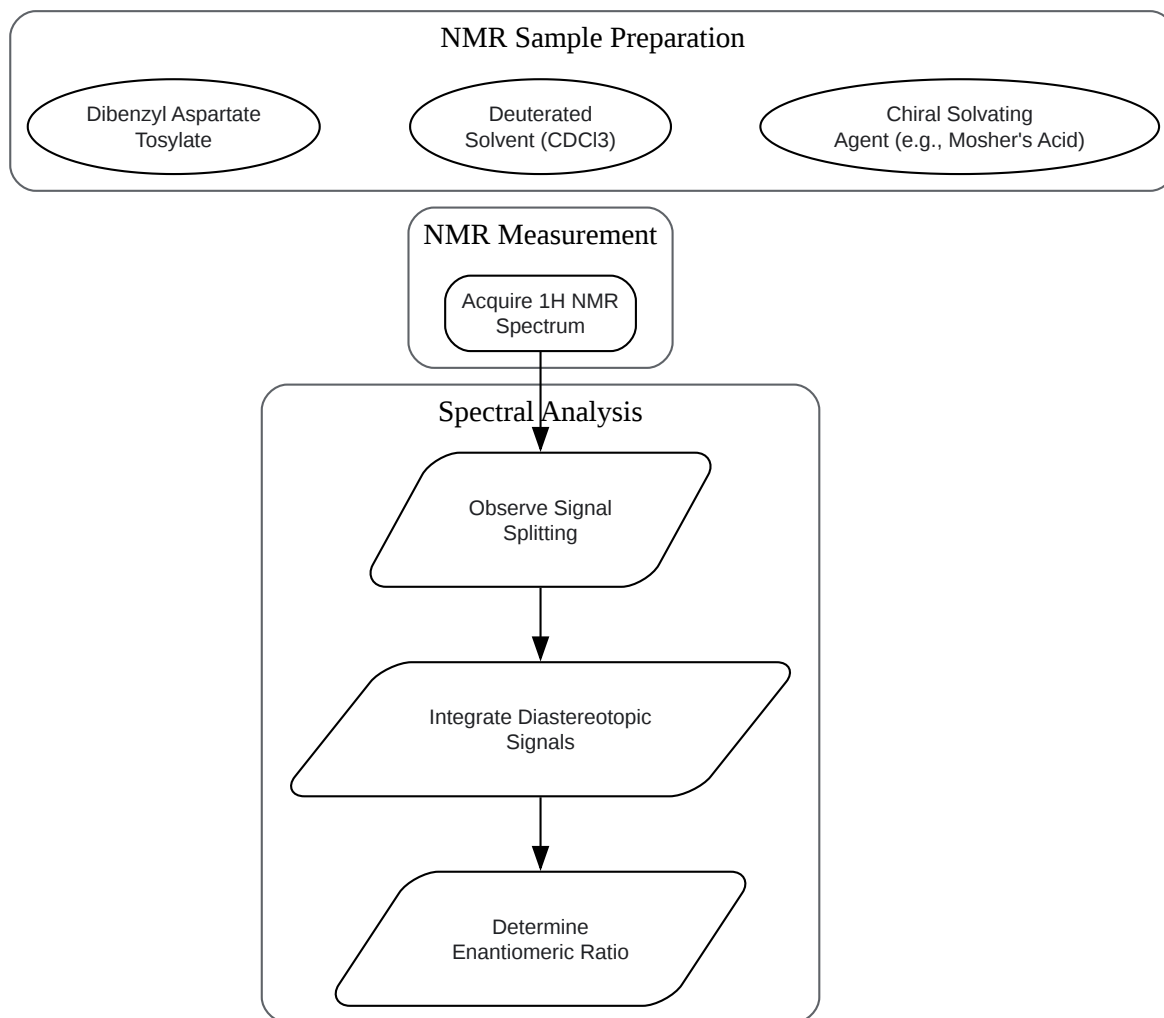 NMR Sample Preparation
Dibenzyl Aspartate
Tosylate
Deuterated
Solvent (CDCl3)
Chiral Solvating
Agent (e.g., Mosher's Acid)
NMR Measurement
Acquire 1H NMR
Spectrum
Spectral Analysis
Observe Signal
Splitting
Integrate Diastereotopic
Signals
Determine
Enantiomeric Ratio